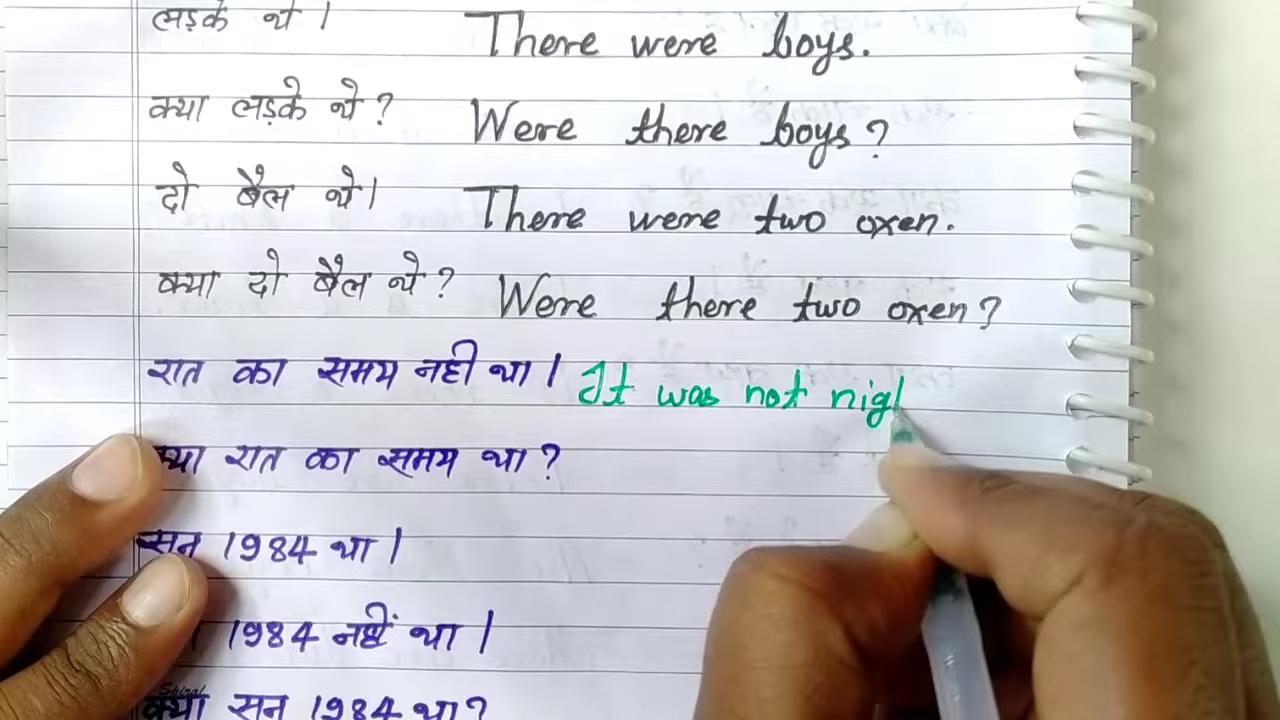 लड़के थे। There were boys.
क्या लड़के थे? Were there boys?
दो बैल थे। There were two oxen.
क्या दो बैल थे? Were there two oxen?
रात का समय नही था। It was not nigh
क्या रात का समय था?
सन 1984 था।
1984 नहीं था।
क्या सन 1984 था?